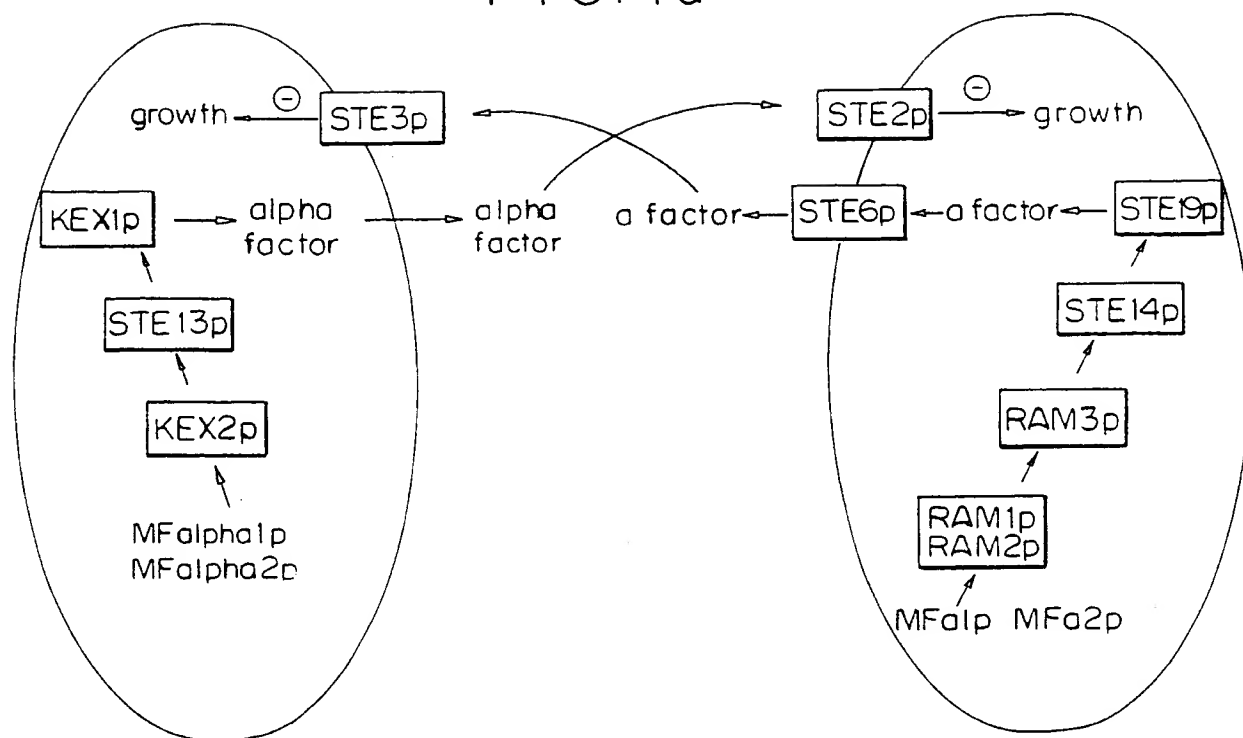 growth
⊖
STE3p
STE2p
⊖
growth
KEX1p
alpha
factor
alpha
factor
a factor
STE6p
a factor
STE19p
STE13p
STE14p
KEX2p
RAM3p
MFalpha1p
MFalpha2p
RAM1p
RAM2p
MFa1p MFa2p